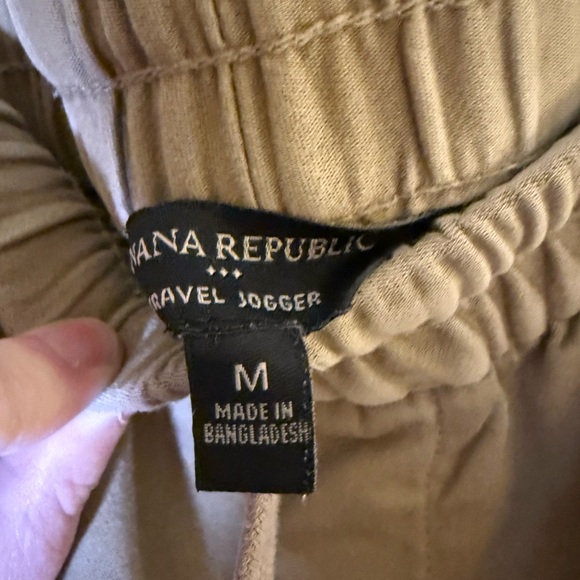 NANA REPUBLIC
RAVEL JOGGER
M
MADE IN
BANGLADESH